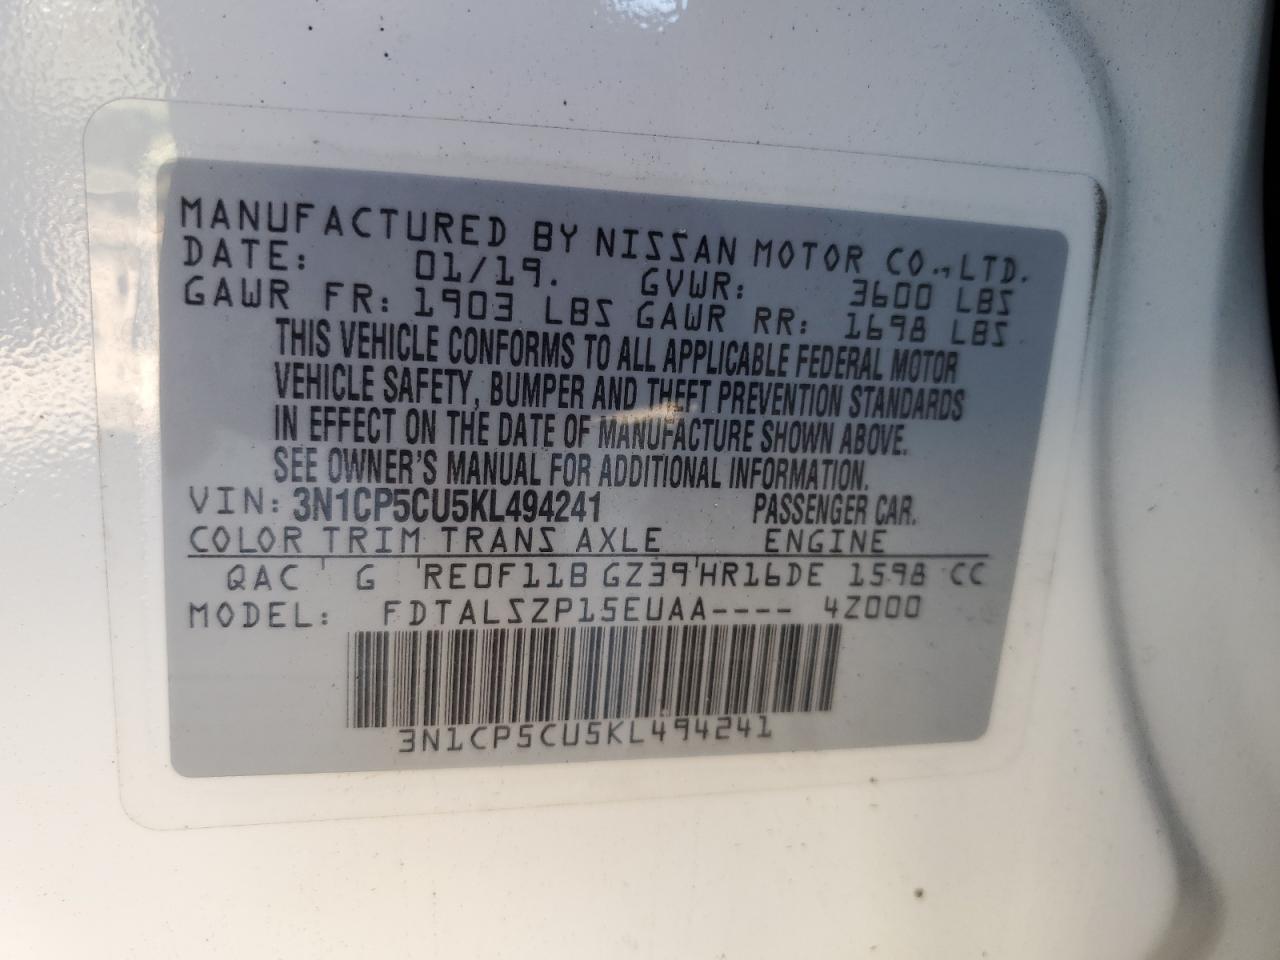 MANUFACTURED BY NISSAN MOTOR CO., LTD.
DATE: 01/19. GVWR: 3600 LBS
GAWR FR: 1903 LBS GAWR RR: 1698 LBS
THIS VEHICLE CONFORMS TO ALL APPLICABLE FEDERAL MOTOR
VEHICLE SAFETY, BUMPER AND THEFT PREVENTION STANDARDS
IN EFFECT ON THE DATE OF MANUFACTURE SHOWN ABOVE.
SEE OWNER'S MANUAL FOR ADDITIONAL INFORMATION.
VIN: 3N1CP5CU5KL494241 PASSENGER CAR.
COLOR TRIM TRANS AXLE ENGINE
QAC G RE0F11B GZ39 HR16DE 1598 CC
MODEL: FDTALSZP15EUAA---- 4Z000
3N1CP5CU5KL494241